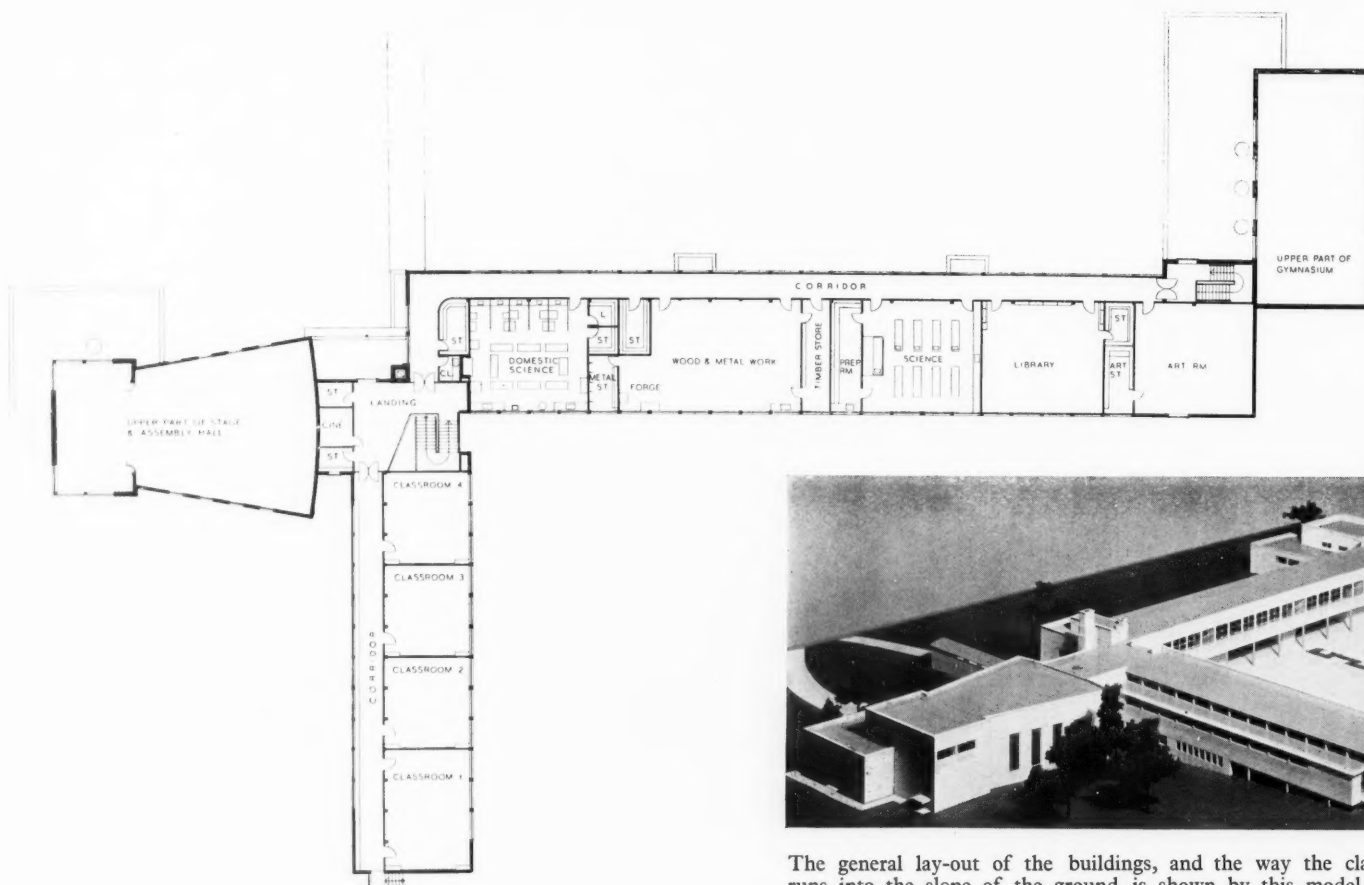 UPPER PART OF
GYMNASIUM
CORRIDOR
ST
CL
DOMESTIC
SCIENCE
L
ST
METAL
ST
ST
FORGE
WOOD & METAL WORK
TIMBER STORE
PREP
RM
SCIENCE
LIBRARY
ST
ART
ST
ART RM
UPPER PART OF STAGE
& ASSEMBLY HALL
ST
CINE
ST
LANDING
CLASSROOM 4
CLASSROOM 3
CORRIDOR
CLASSROOM 2
CLASSROOM 1
The general lay-out of the buildings, and the way the
runs into the slope of the ground is shown by this model